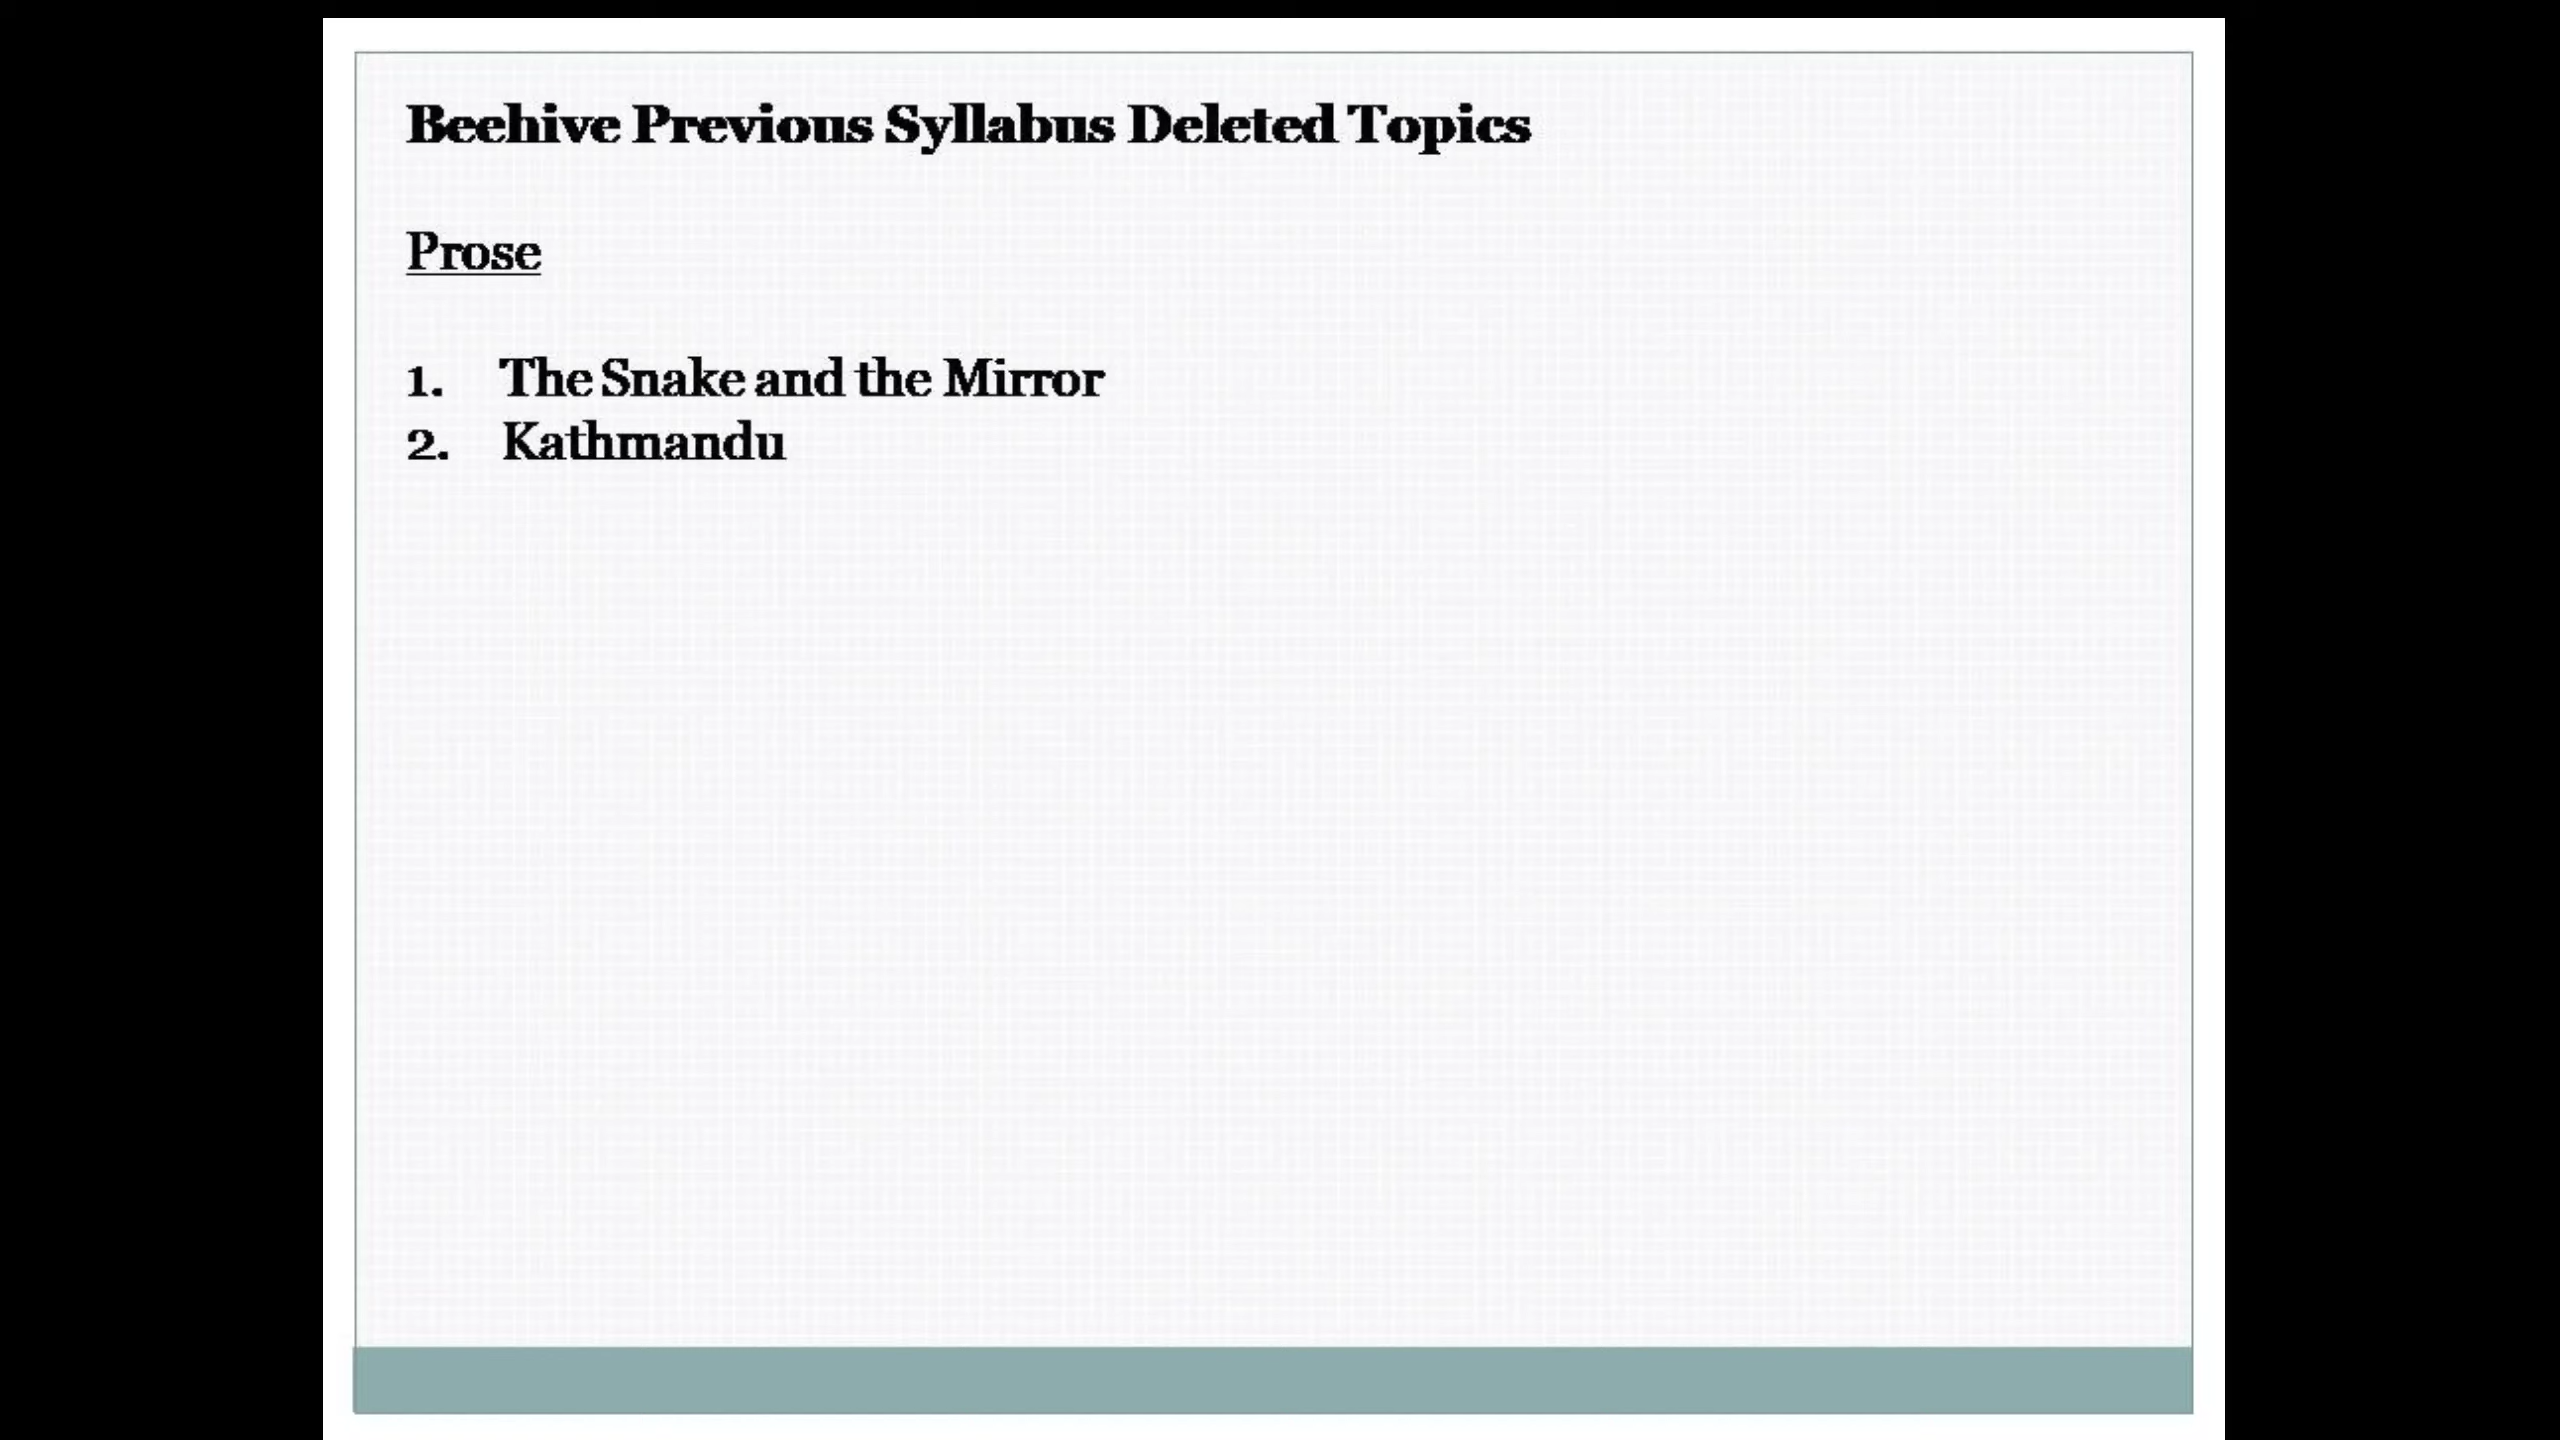 Beehive Previous Syllabus Deleted Topics
Prose
1. The Snake and the Mirror
2. Kathmandu